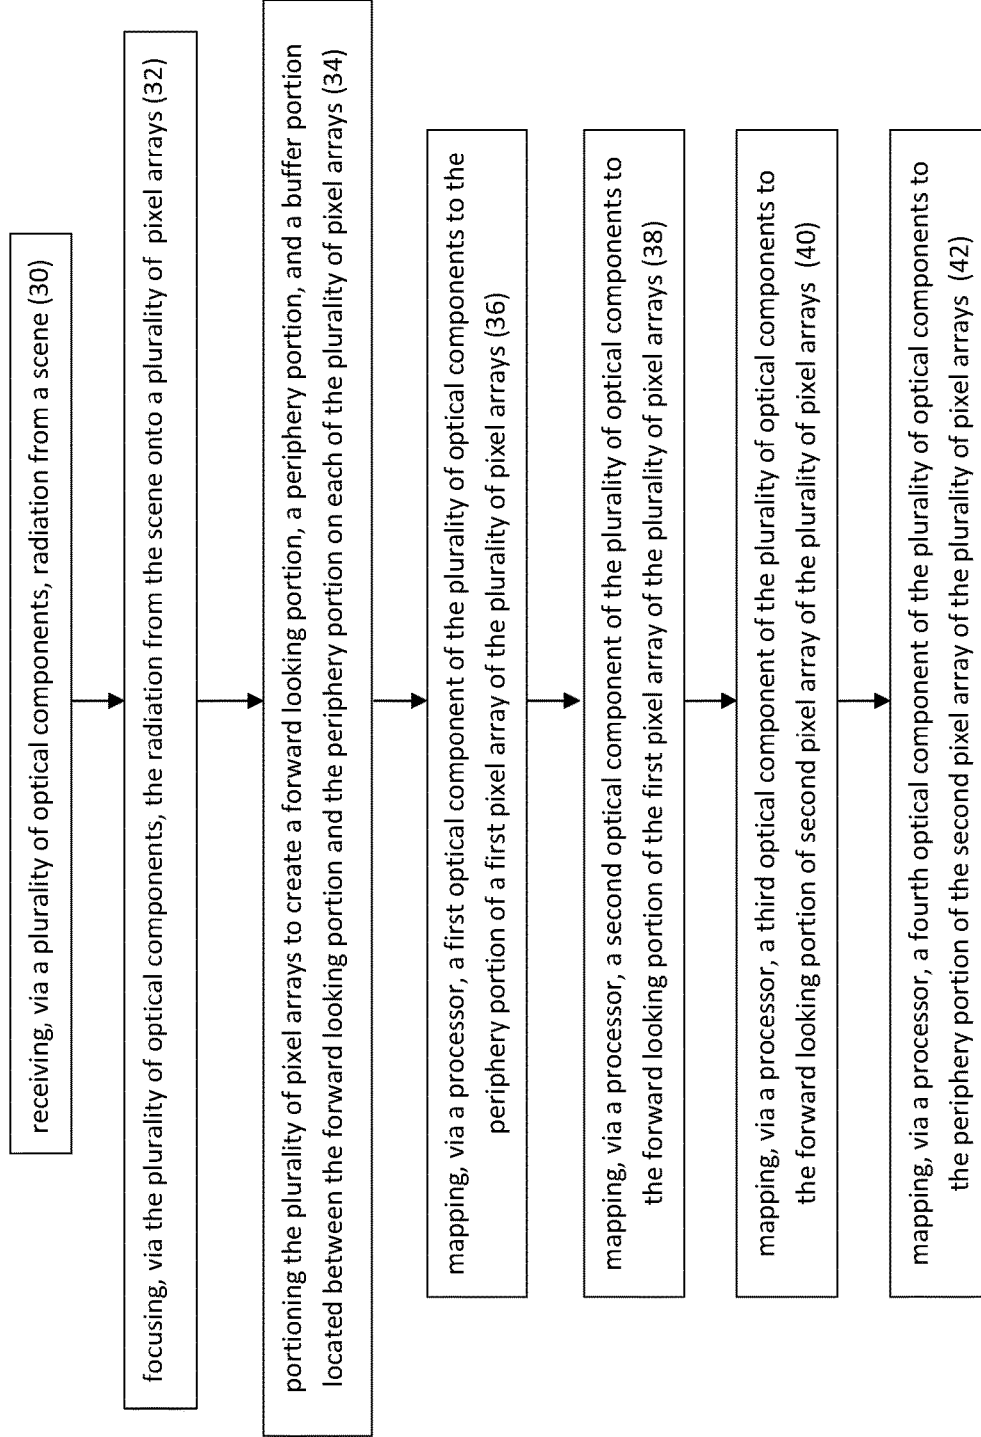 receiving, via a plurality of optical components, radiation from a scene (30)
focusing, via the plurality of optical components, the radiation from the scene onto a plurality of pixel arrays (32)
portioning the plurality of pixel arrays to create a forward looking portion, a periphery portion, and a buffer portion
located between the forward looking portion and the periphery portion on each of the plurality of pixel arrays (34)
mapping, via a processor, a first optical component of the plurality of optical components to the
periphery portion of a first pixel array of the plurality of pixel arrays (36)
mapping, via a processor, a second optical component of the plurality of optical components to
the forward looking portion of the first pixel array of the plurality of pixel arrays (38)
mapping, via a processor, a third optical component of the plurality of optical components to
the forward looking portion of second pixel array of the plurality of pixel arrays (40)
mapping, via a processor, a fourth optical component of the plurality of optical components to
the periphery portion of the second pixel array of the plurality of pixel arrays (42)